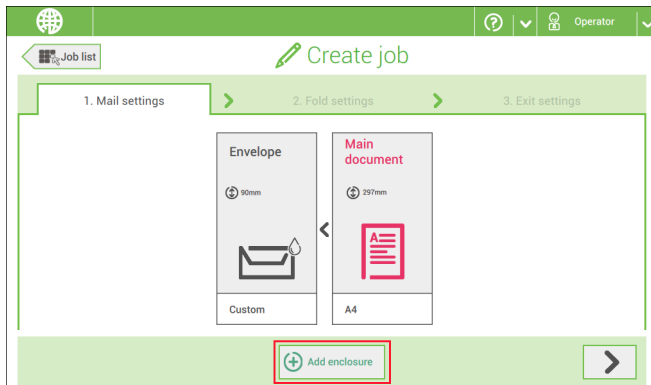 Operator
Job list
Create job
1. Mail settings
2. Fold settings
3. Exit settings
Envelope
90mm
Custom
Main
document
297mm
A
A4
Add enclosure